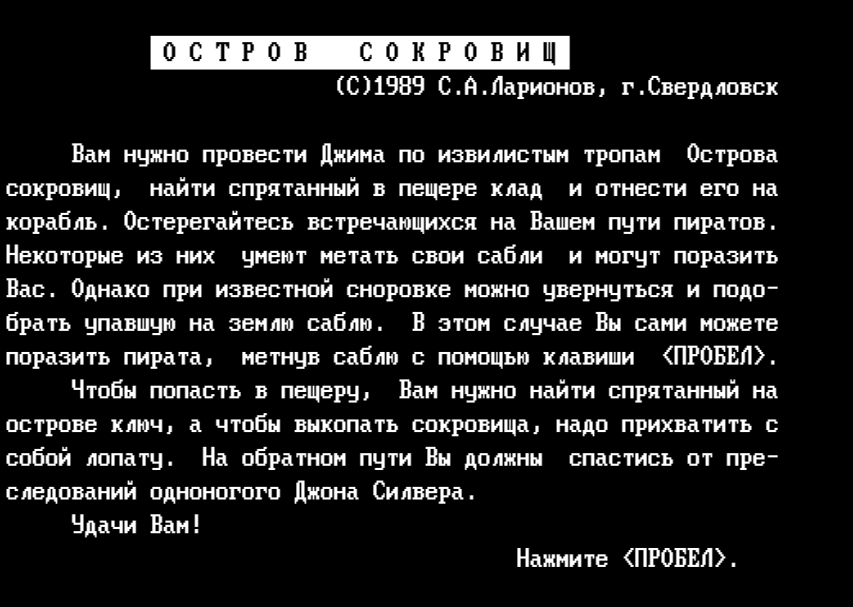 О С Т Р О В   С О К Р О В И Щ
(С)1989 С.А.Ларионов, г.Свердловск
Вам нужно провести Джима по извилистым тропам  Острова
сокровищ,  найти спрятанный в пещере клад  и отнести его на
корабль. Остерегайтесь встречающихся на Вашем пути пиратов.
Некоторые из них  умеют метать свои сабли  и могут поразить
Вас. Однако при известной сноровке можно увернуться и подо-
брать упавшую на землю саблю.  В этом случае Вы сами можете
поразить пирата,  метнув саблю с помощью клавиши  <ПРОБЕЛ>.
Чтобы попасть в пещеру,  Вам нужно найти спрятанный на
острове ключ, а чтобы выкопать сокровища, надо прихватить с
собой лопату.  На обратном пути Вы должны  спастись от пре-
следований одноногого Джона Силвера.
Удачи Вам!
Нажмите <ПРОБЕЛ>.